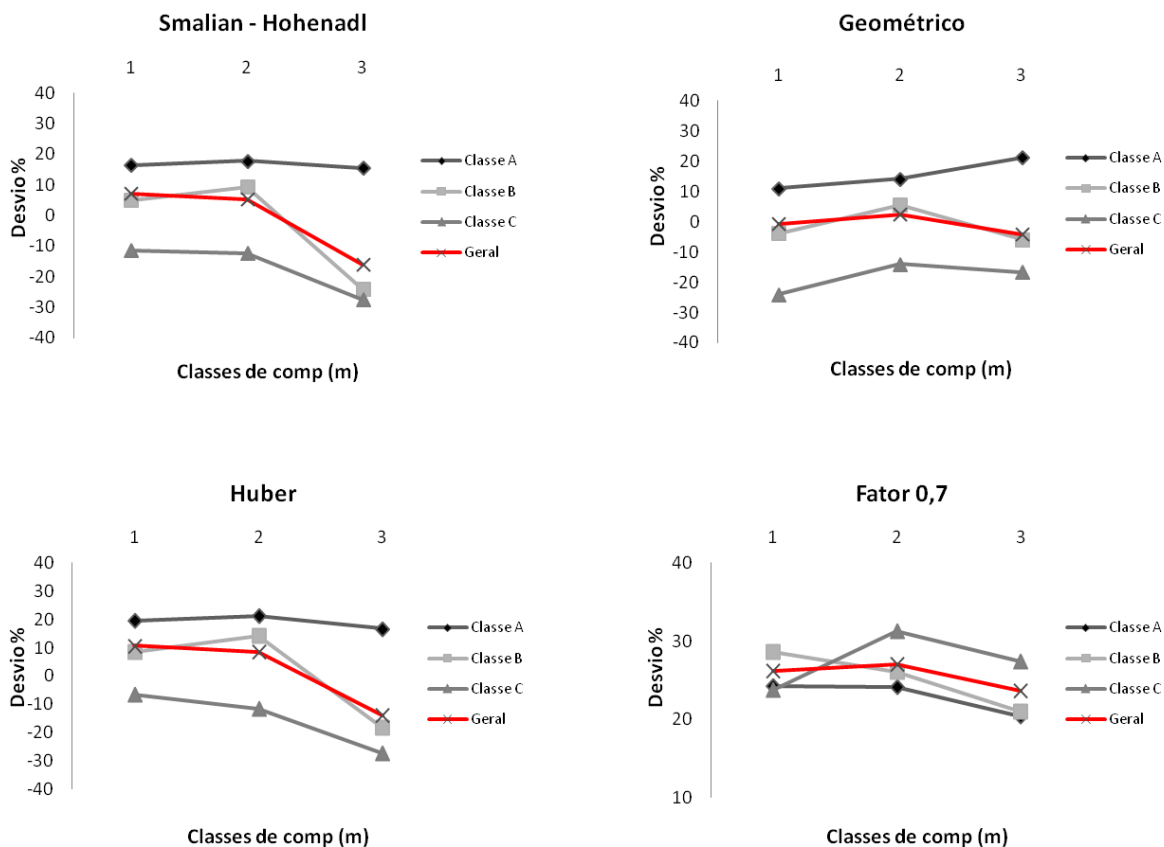 Smalian - Hohenadl
1 2 3
40
30
20
10
0
-10
-20
-30
-40
Desvio%
Classe A
Classe B
Classe C
Geral
Classes de comp (m)
Geométrico
1 2 3
40
30
20
10
0
-10
-20
-30
-40
Desvio%
Classe A
Classe B
Classe C
Geral
Classes de comp (m)
Huber
1 2 3
40
30
20
10
0
-10
-20
-30
-40
Desvio%
Classe A
Classe B
Classe C
Geral
Classes de comp (m)
Fator 0,7
1 2 3
40
30
20
10
Desvio%
Classe A
Classe B
Classe C
Geral
Classes de comp (m)